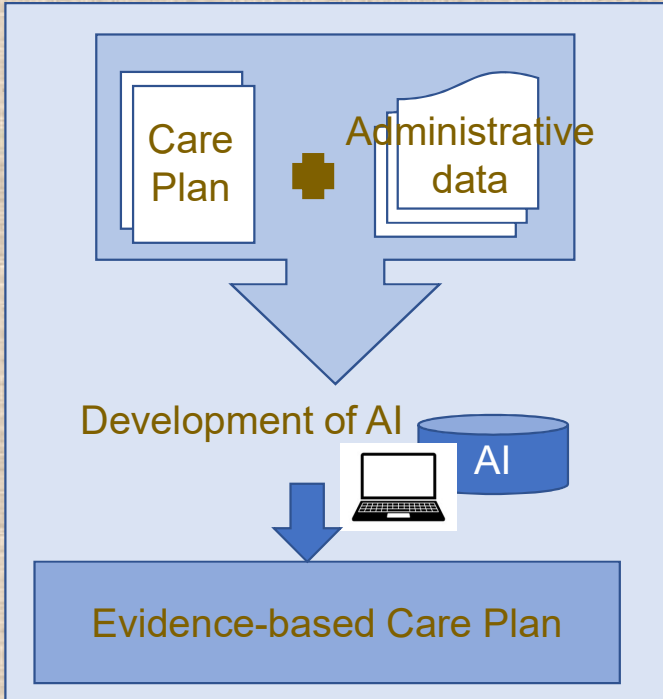 Care
Plan
Administrative
data
Development of AI
AI
Evidence-based Care Plan